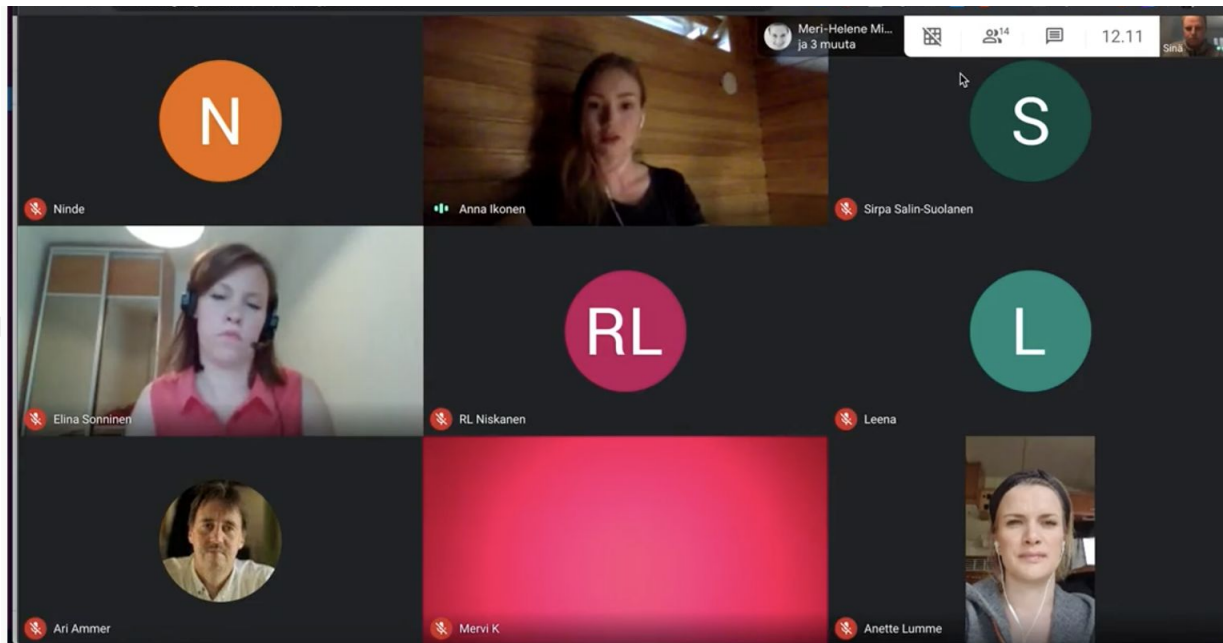 Meri-Helene Mi...
ja 3 muuta
14
12.11
Sinä
N
Ninde
Anna Ikonen
S
Sirpa Salin-Suolanen
Elina Sonninen
RL
RL Niskanen
L
Leena
Ari Ammer
Mervi K
Anette Lumme